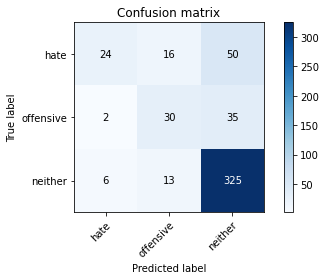 Confusion matrix
True label
hate 24 16 50
offensive 2 30 35
neither 6 13 325
hate offensive neither
Predicted label
300
250
200
150
100
50